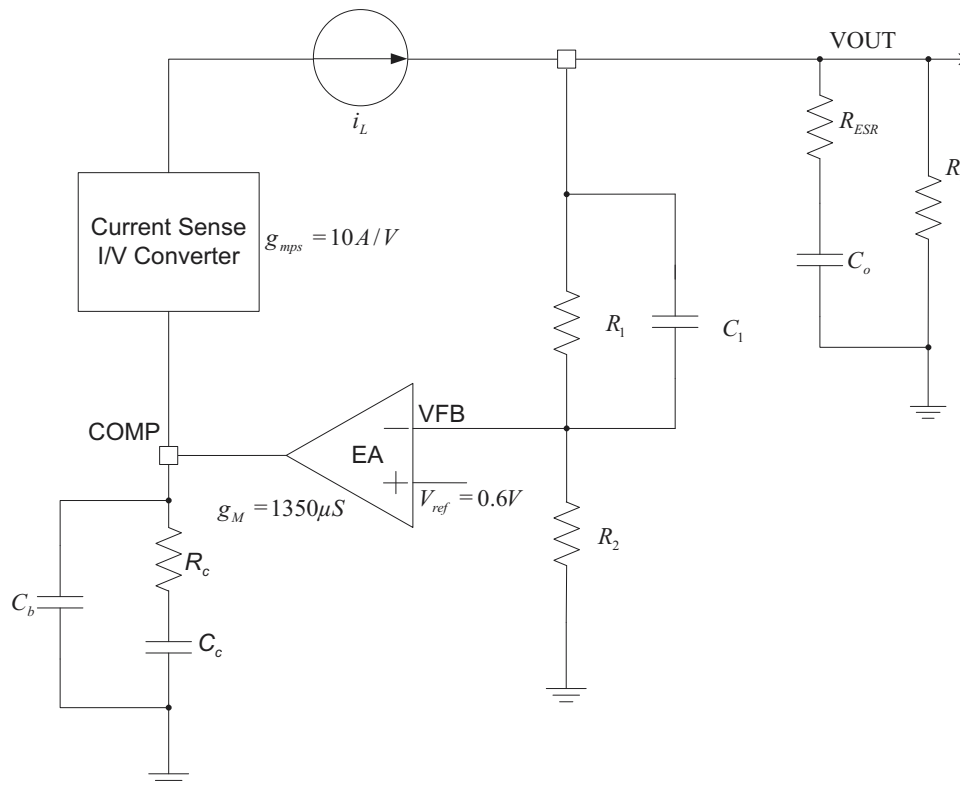 VOUT
i_L
R_ESR
R
Current Sense
I/V Converter
g_mps = 10A/V
C_o
R_1
C_1
COMP
VFB
EA
g_M = 1350μS
V_ref = 0.6V
R_2
R_c
C_b
C_c